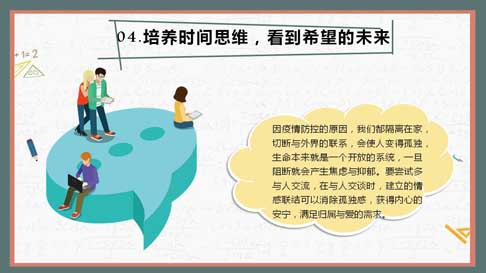 04.培养时间思维，看到希望的未来
+1=2
因疫情防控的原因，我们都隔离在家，
切断与外界的联系，会使人变得孤独，
生命本来就是一个开放的系统，一旦
阻断就会产生焦虑与抑郁。要尝试多
与人交流，在与人交谈时，建立的情
感联结可以消除孤独感，获得内心的
安宁，满足归属与爱的需求。